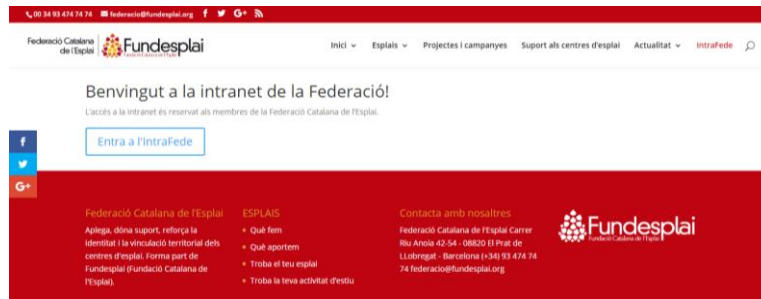 00 34 93 474 74 74 federacio@fundesplai.org
Federació Catalana
de l'Esplai
Fundesplai
Fundació Catalana de l'Esplai
Inici Esplais Projectes i campanyes Suport als centres d'esplai Actualitat IntraFede
Benvingut a la intranet de la Federació!
L'accés a la intranet és reservat als membres de la Federació Catalana de l'Esplai.
Entra a l'IntraFede
Federació Catalana de l'Esplai
Aplega, dóna suport, reforça la
identitat i la vinculació territorial dels
centres d'esplai. Forma part de
Fundesplai (Fundació Catalana de
l'Esplai).
ESPLAIS
Què fem
Què aportem
Troba el teu esplai
Troba la teva activitat d'estiu
Contacta amb nosaltres
Federació Catalana de l'Esplai Carrer
Riu Anoia 42-54 - 08820 El Prat de
LLobregat - Barcelona (+34) 93 474 74
74 federacio@fundesplai.org
Fundesplai
Fundació Catalana de l'Esplai